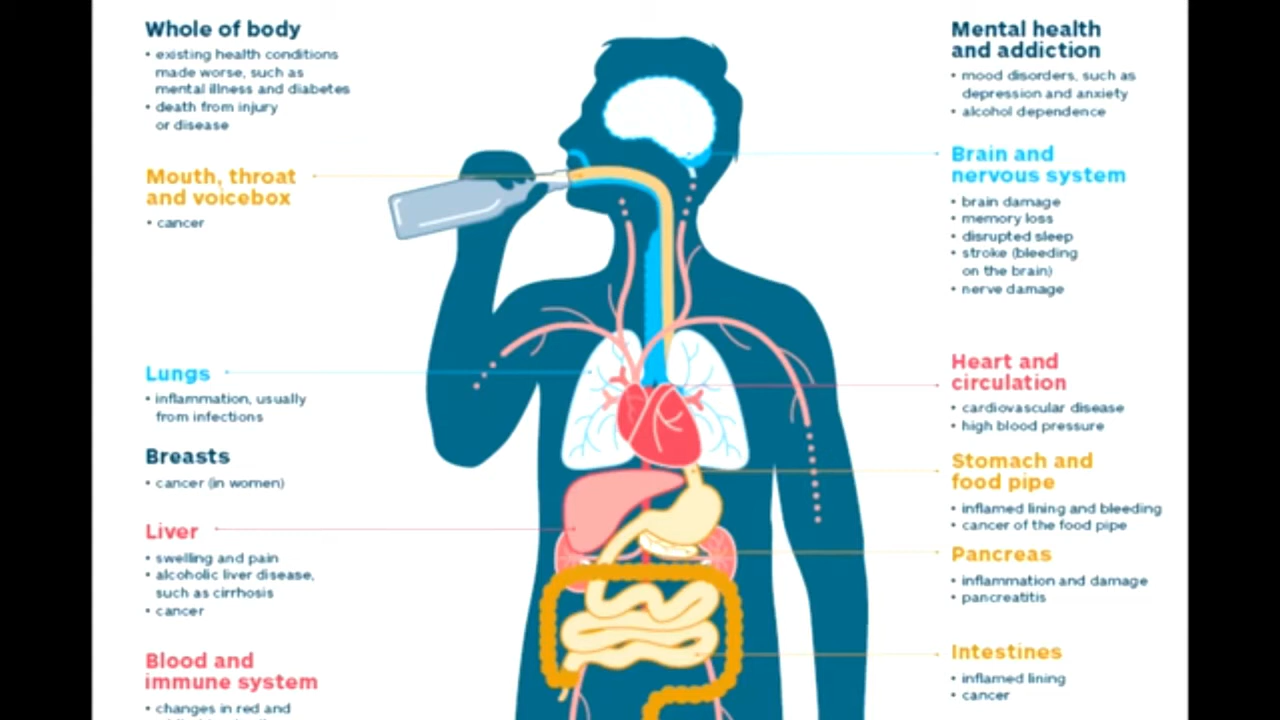 Whole of body
• existing health conditions
made worse, such as
mental illness and diabetes
• death from injury
or disease
Mouth, throat
and voicebox
• cancer
Lungs
• inflammation, usually
from infections
Breasts
• cancer (in women)
Liver
• swelling and pain
• alcoholic liver disease,
such as cirrhosis
• cancer
Blood and
immune system
• changes in red and
Mental health
and addiction
• mood disorders, such as
depression and anxiety
• alcohol dependence
Brain and
nervous system
• brain damage
• memory loss
• disrupted sleep
• stroke (bleeding
on the brain)
• nerve damage
Heart and
circulation
• cardiovascular disease
• high blood pressure
Stomach and
food pipe
• inflamed lining and bleeding
• cancer of the food pipe
Pancreas
• inflammation and damage
• pancreatitis
Intestines
• inflamed lining
• cancer